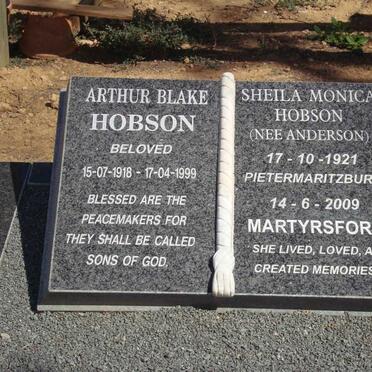 ARTHUR BLAKE
HOBSON
BELOVED
15-07-1918 - 17-04-1999
BLESSED ARE THE
PEACEMAKERS FOR
THEY SHALL BE CALLED
SONS OF GOD.
SHEILA MONICA
HOBSON
(NEE ANDERSON)
17 - 10 - 1921
PIETERMARITZBUR
14 - 6 - 2009
MARTYRSFOR
SHE LIVED, LOVED, A
CREATED MEMORIES